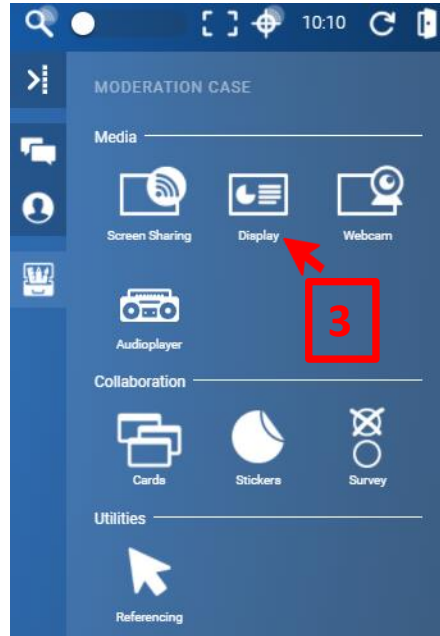 10:10
MODERATION CASE
Media
Screen Sharing Display Webcam
3
Audioplayer
Collaboration
Cards Stickers Survey
Utilities
Referencing